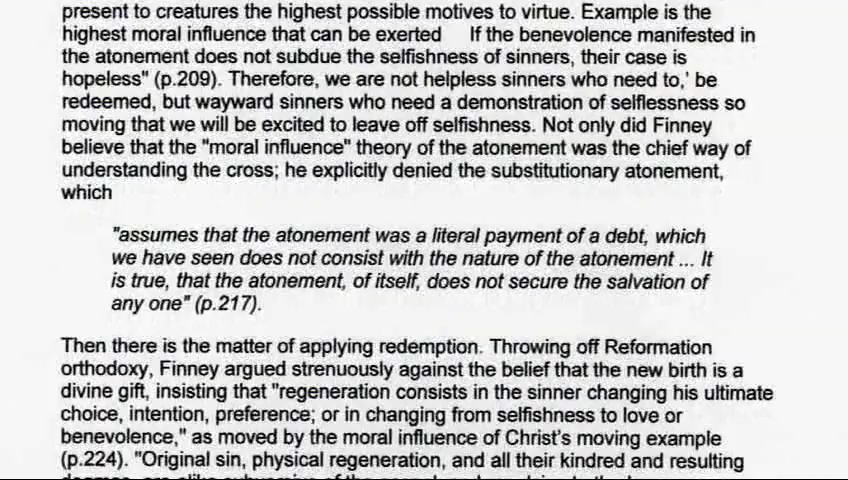 present to creatures the highest possible motives to virtue. Example is the
highest moral influence that can be exerted If the benevolence manifested in
the atonement does not subdue the selfishness of sinners, their case is
hopeless" (p.209). Therefore, we are not helpless sinners who need to,' be
redeemed, but wayward sinners who need a demonstration of selflessness so
moving that we will be excited to leave off selfishness. Not only did Finney
believe that the "moral influence" theory of the atonement was the chief way of
understanding the cross; he explicitly denied the substitutionary atonement,
which
"assumes that the atonement was a literal payment of a debt, which
we have seen does not consist with the nature of the atonement ... It
is true, that the atonement, of itself, does not secure the salvation of
any one" (p.217).
Then there is the matter of applying redemption. Throwing off Reformation
orthodoxy, Finney argued strenuously against the belief that the new birth is a
divine gift, insisting that "regeneration consists in the sinner changing his ultimate
choice, intention, preference; or in changing from selfishness to love or
benevolence," as moved by the moral influence of Christ's moving example
(p.224). "Original sin, physical regeneration, and all their kindred and resulting